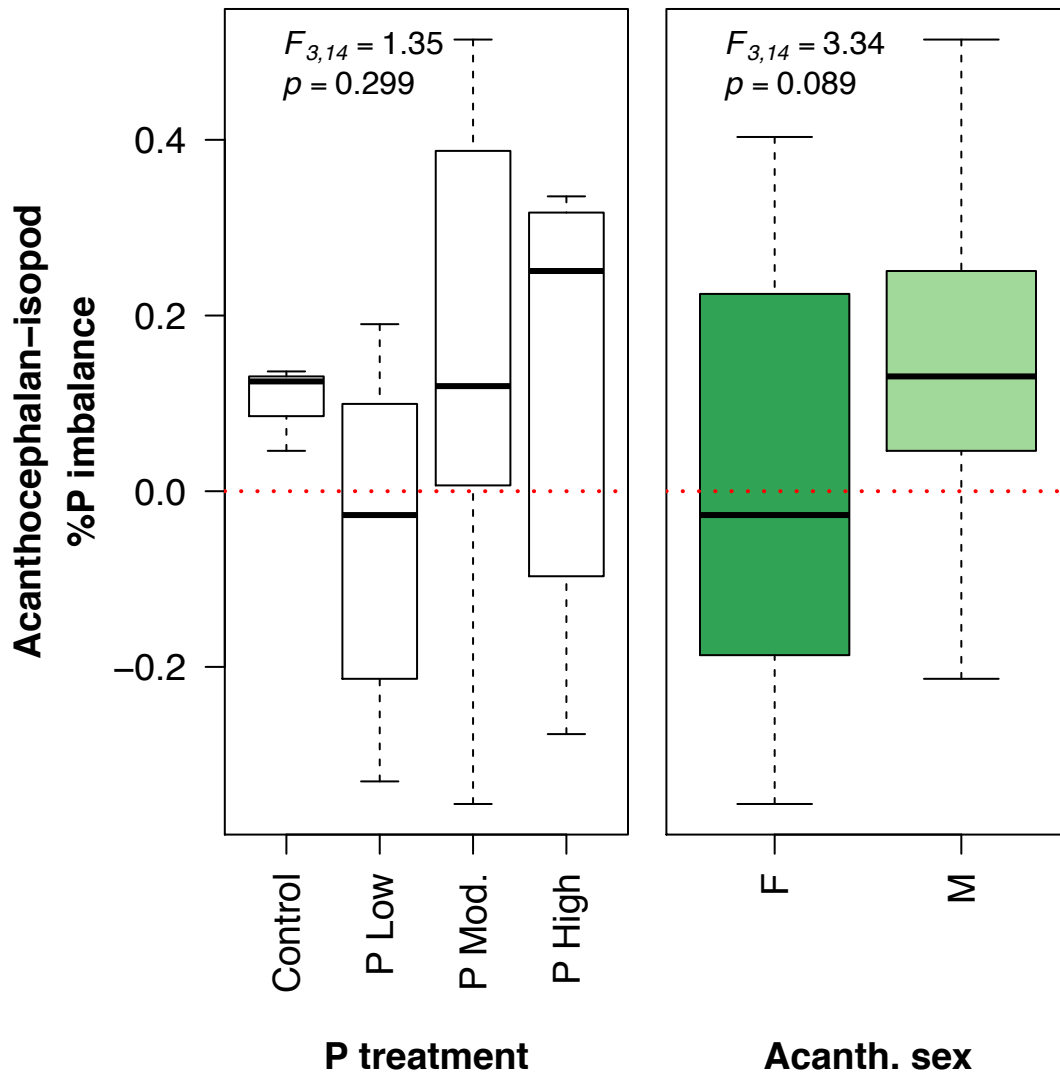 Acanthocephalan−isopod
%P imbalance
0.4
0.2
0.0
−0.2
F3,14 = 1.35
p = 0.299
Control
P Low
P Mod.
P High
P treatment
F3,14 = 3.34
p = 0.089
F
M
Acanth. sex